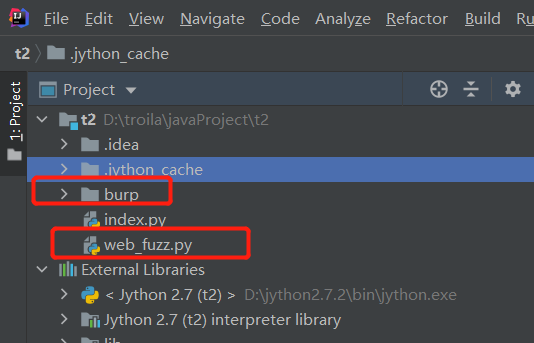 File Edit View Navigate Code Analyze Refactor Build Ru
t2 .jython_cache
1: Project
Project
t2 D:\troila\javaProject\t2
.idea
.jython_cache
burp
index.py
web_fuzz.py
External Libraries
< Jython 2.7 (t2) > D:\jython2.7.2\bin\jython.exe
Jython 2.7 (t2) interpreter library
lib